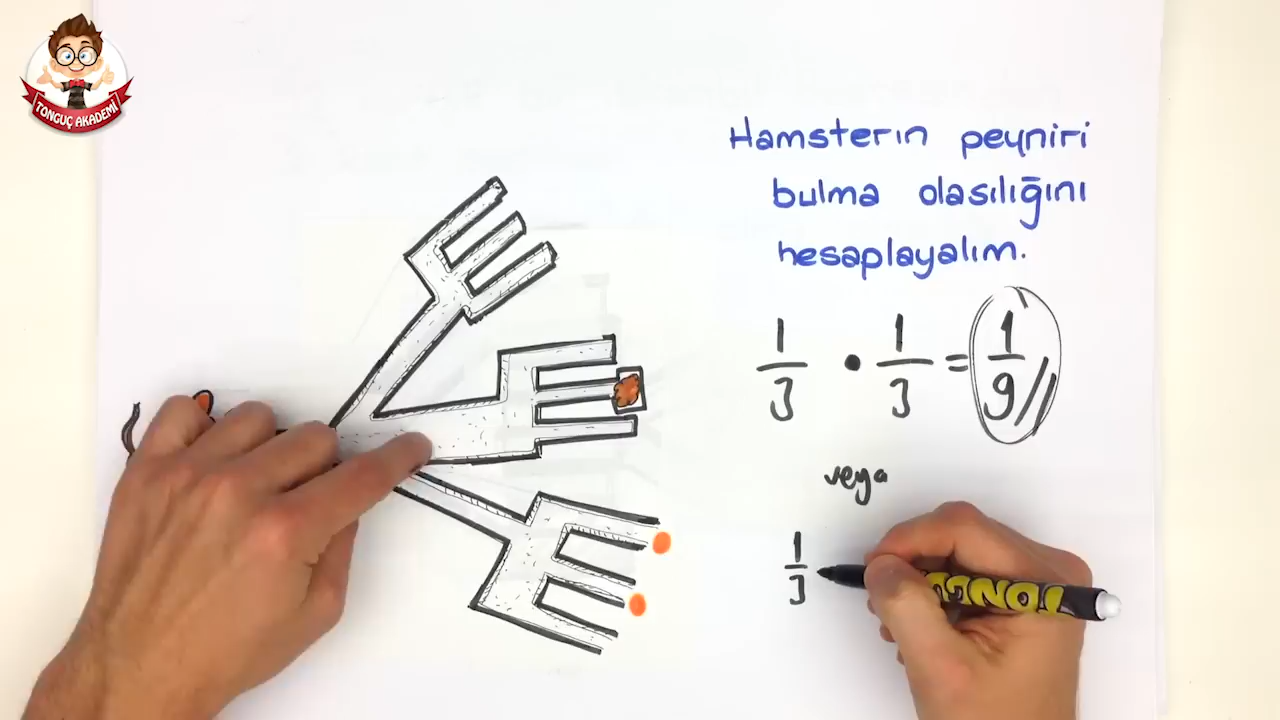 TONGUÇ AKADEMİ
Hamsterın peyniri
bulma olasılığını
hesaplayalım.
1/3 • 1/3 = 1/9 //
veya
1/3
TONGUÇ